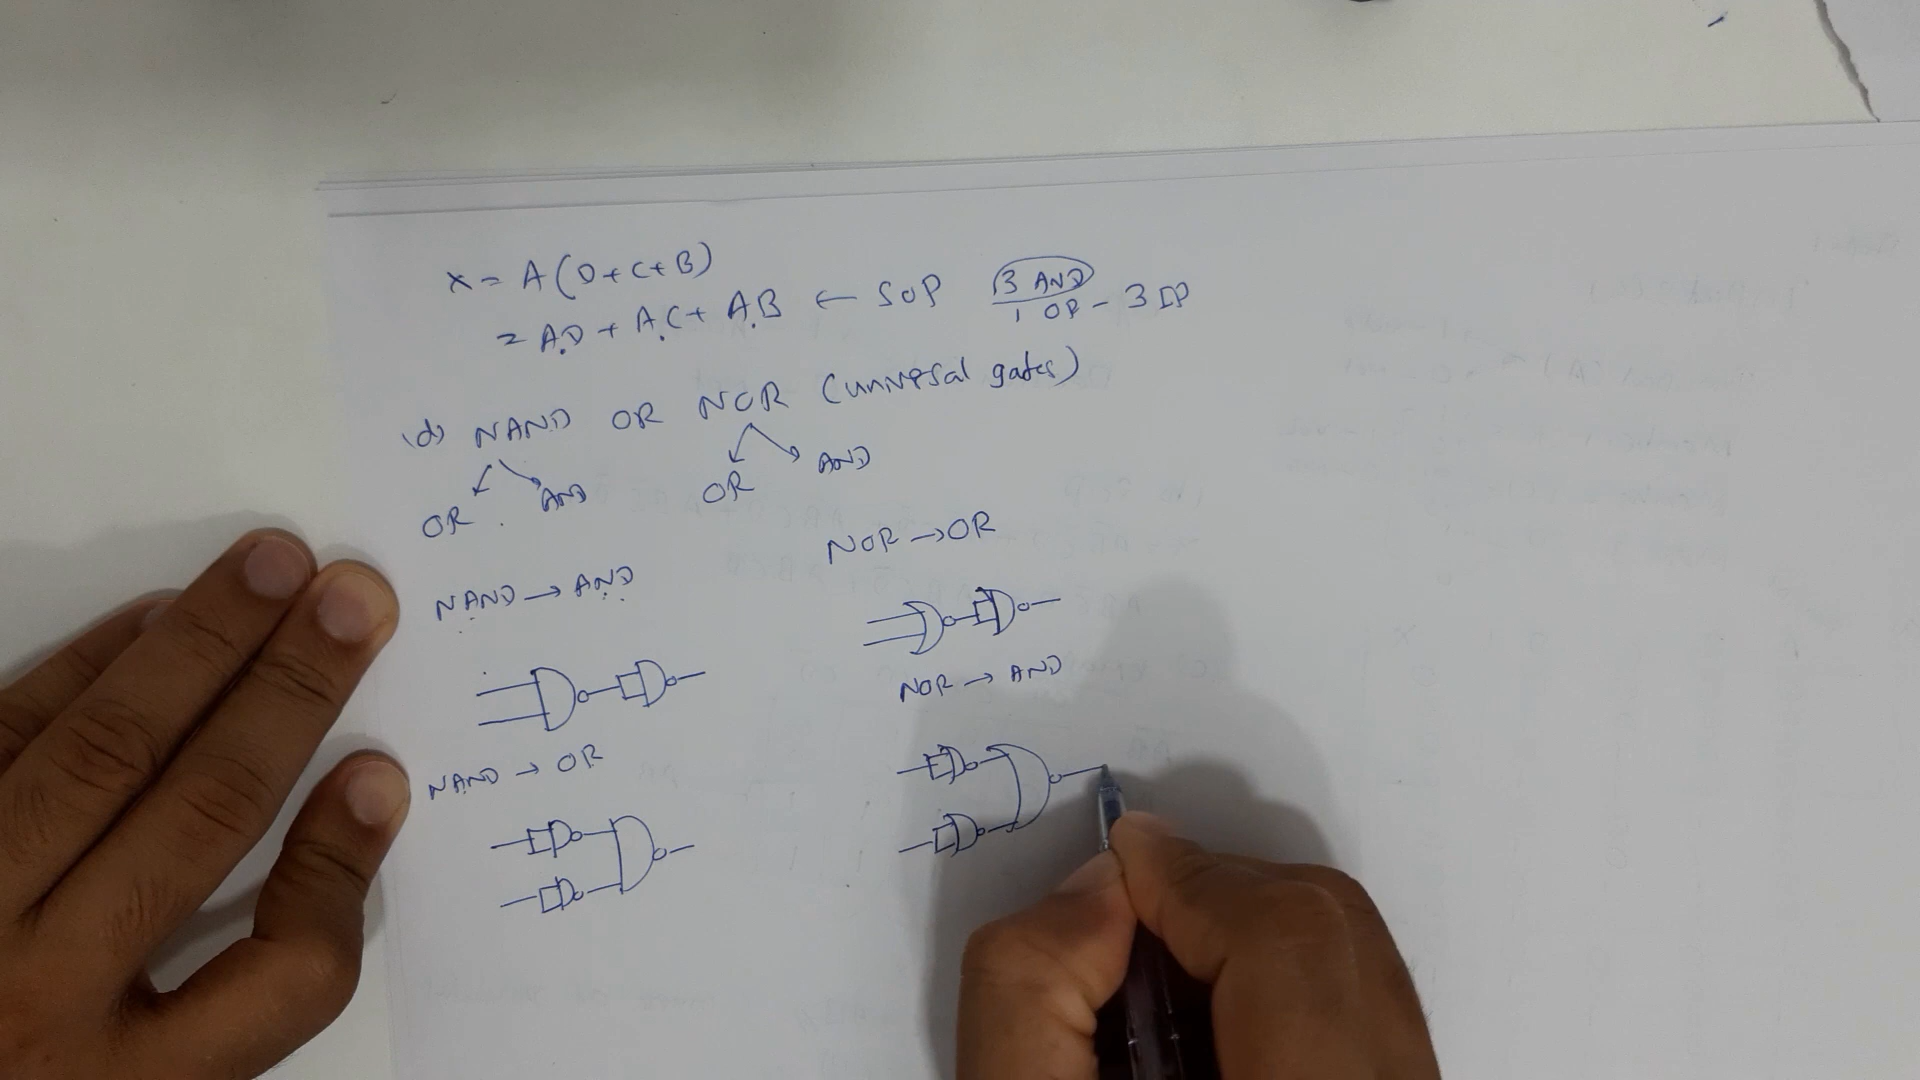 x = A(D+C+B)
= A.D + A.C + A.B ← SOP 3 AND
1 OR - 3 IP
(d) NAND OR NOR (universal gates)
OR AND OR AND
NAND → AND
NOR → OR
NAND → OR
NOR → AND